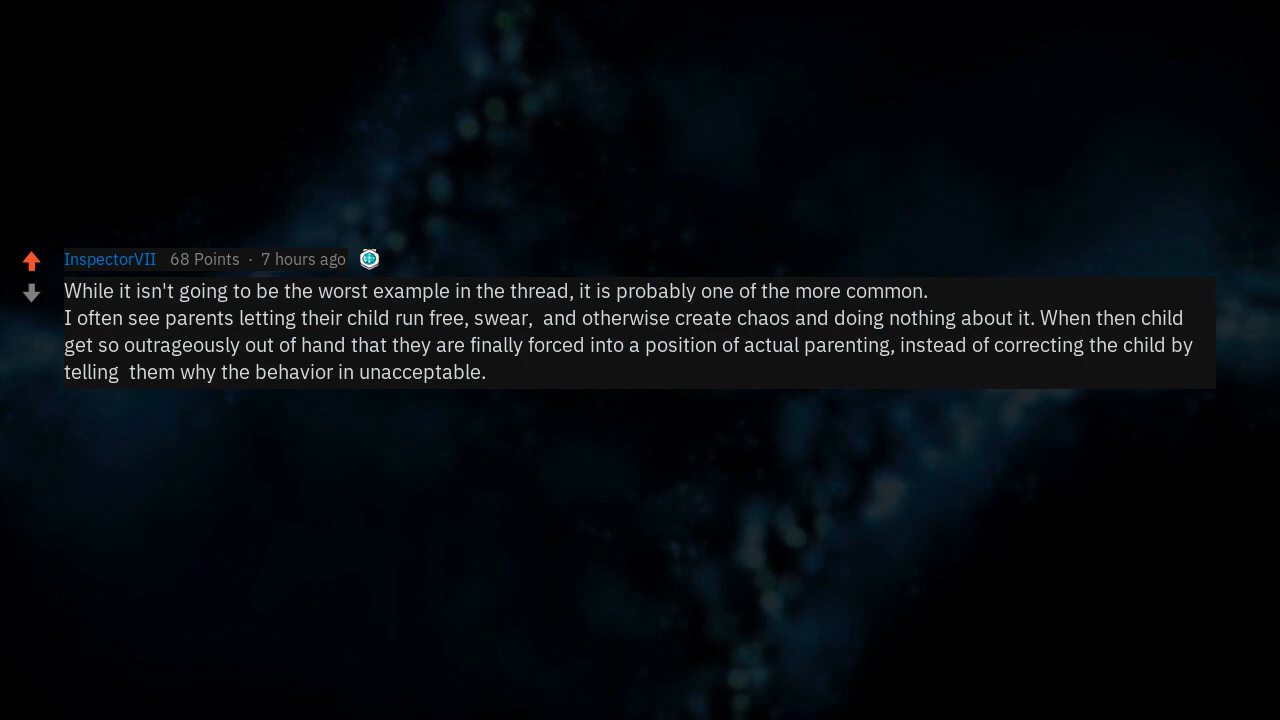 InspectorVII 68 Points · 7 hours ago
While it isn't going to be the worst example in the thread, it is probably one of the more common.
I often see parents letting their child run free, swear,  and otherwise create chaos and doing nothing about it. When then child
get so outrageously out of hand that they are finally forced into a position of actual parenting, instead of correcting the child by
telling  them why the behavior in unacceptable.